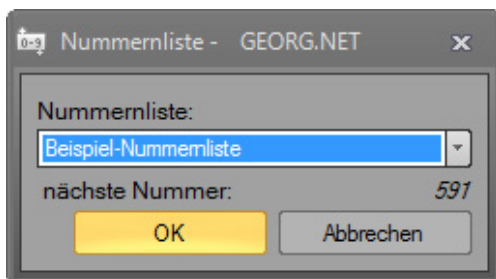 0-9 Nummernliste - GEORG.NET x
Nummernliste:
Beispiel-Nummernliste
nächste Nummer: 591
OK Abbrechen